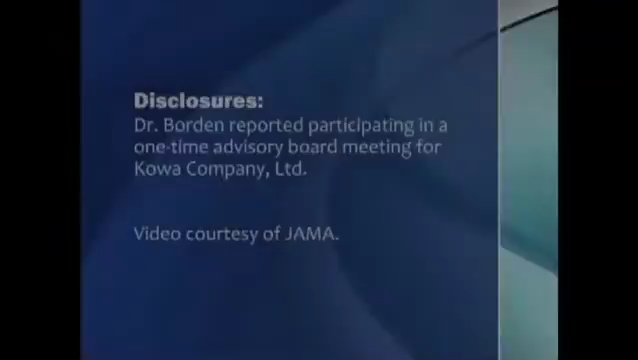 Disclosures:
Dr. Borden reported participating in a
one-time advisory board meeting for
Kowa Company, Ltd.
Video courtesy of JAMA.